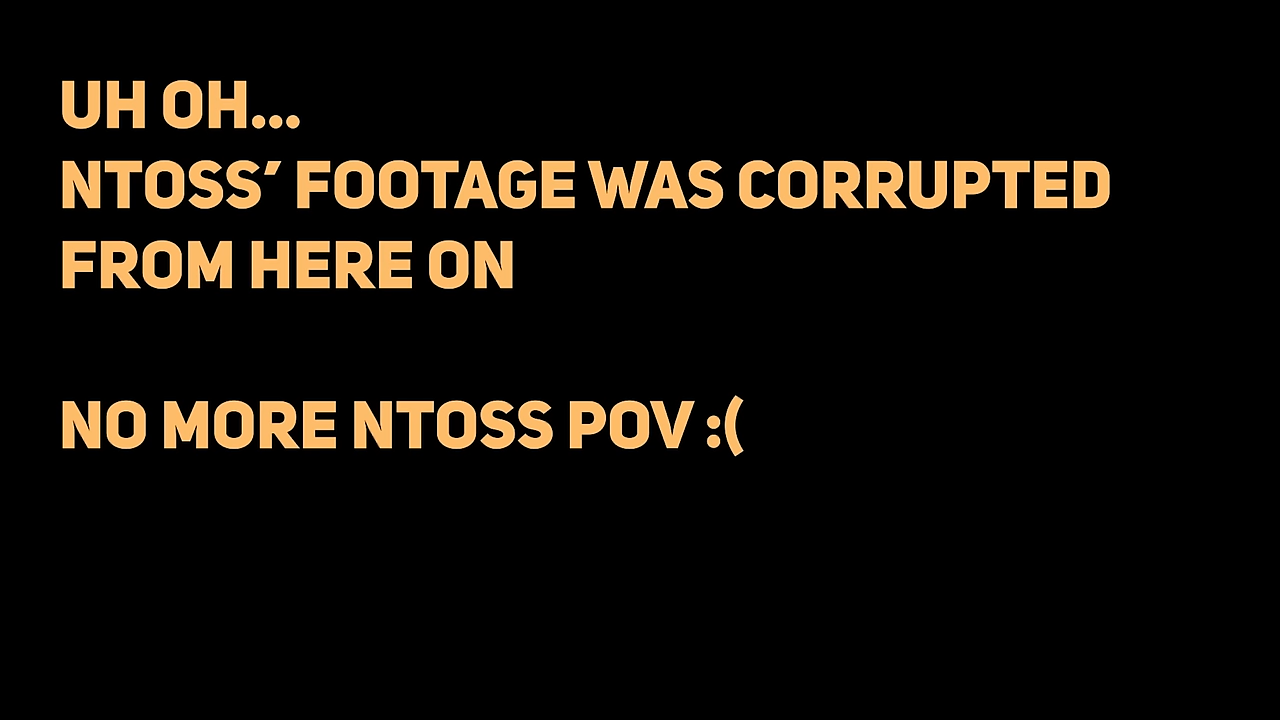 UH OH...
NTOSS’ FOOTAGE WAS CORRUPTED
FROM HERE ON
NO MORE NTOSS POV :(